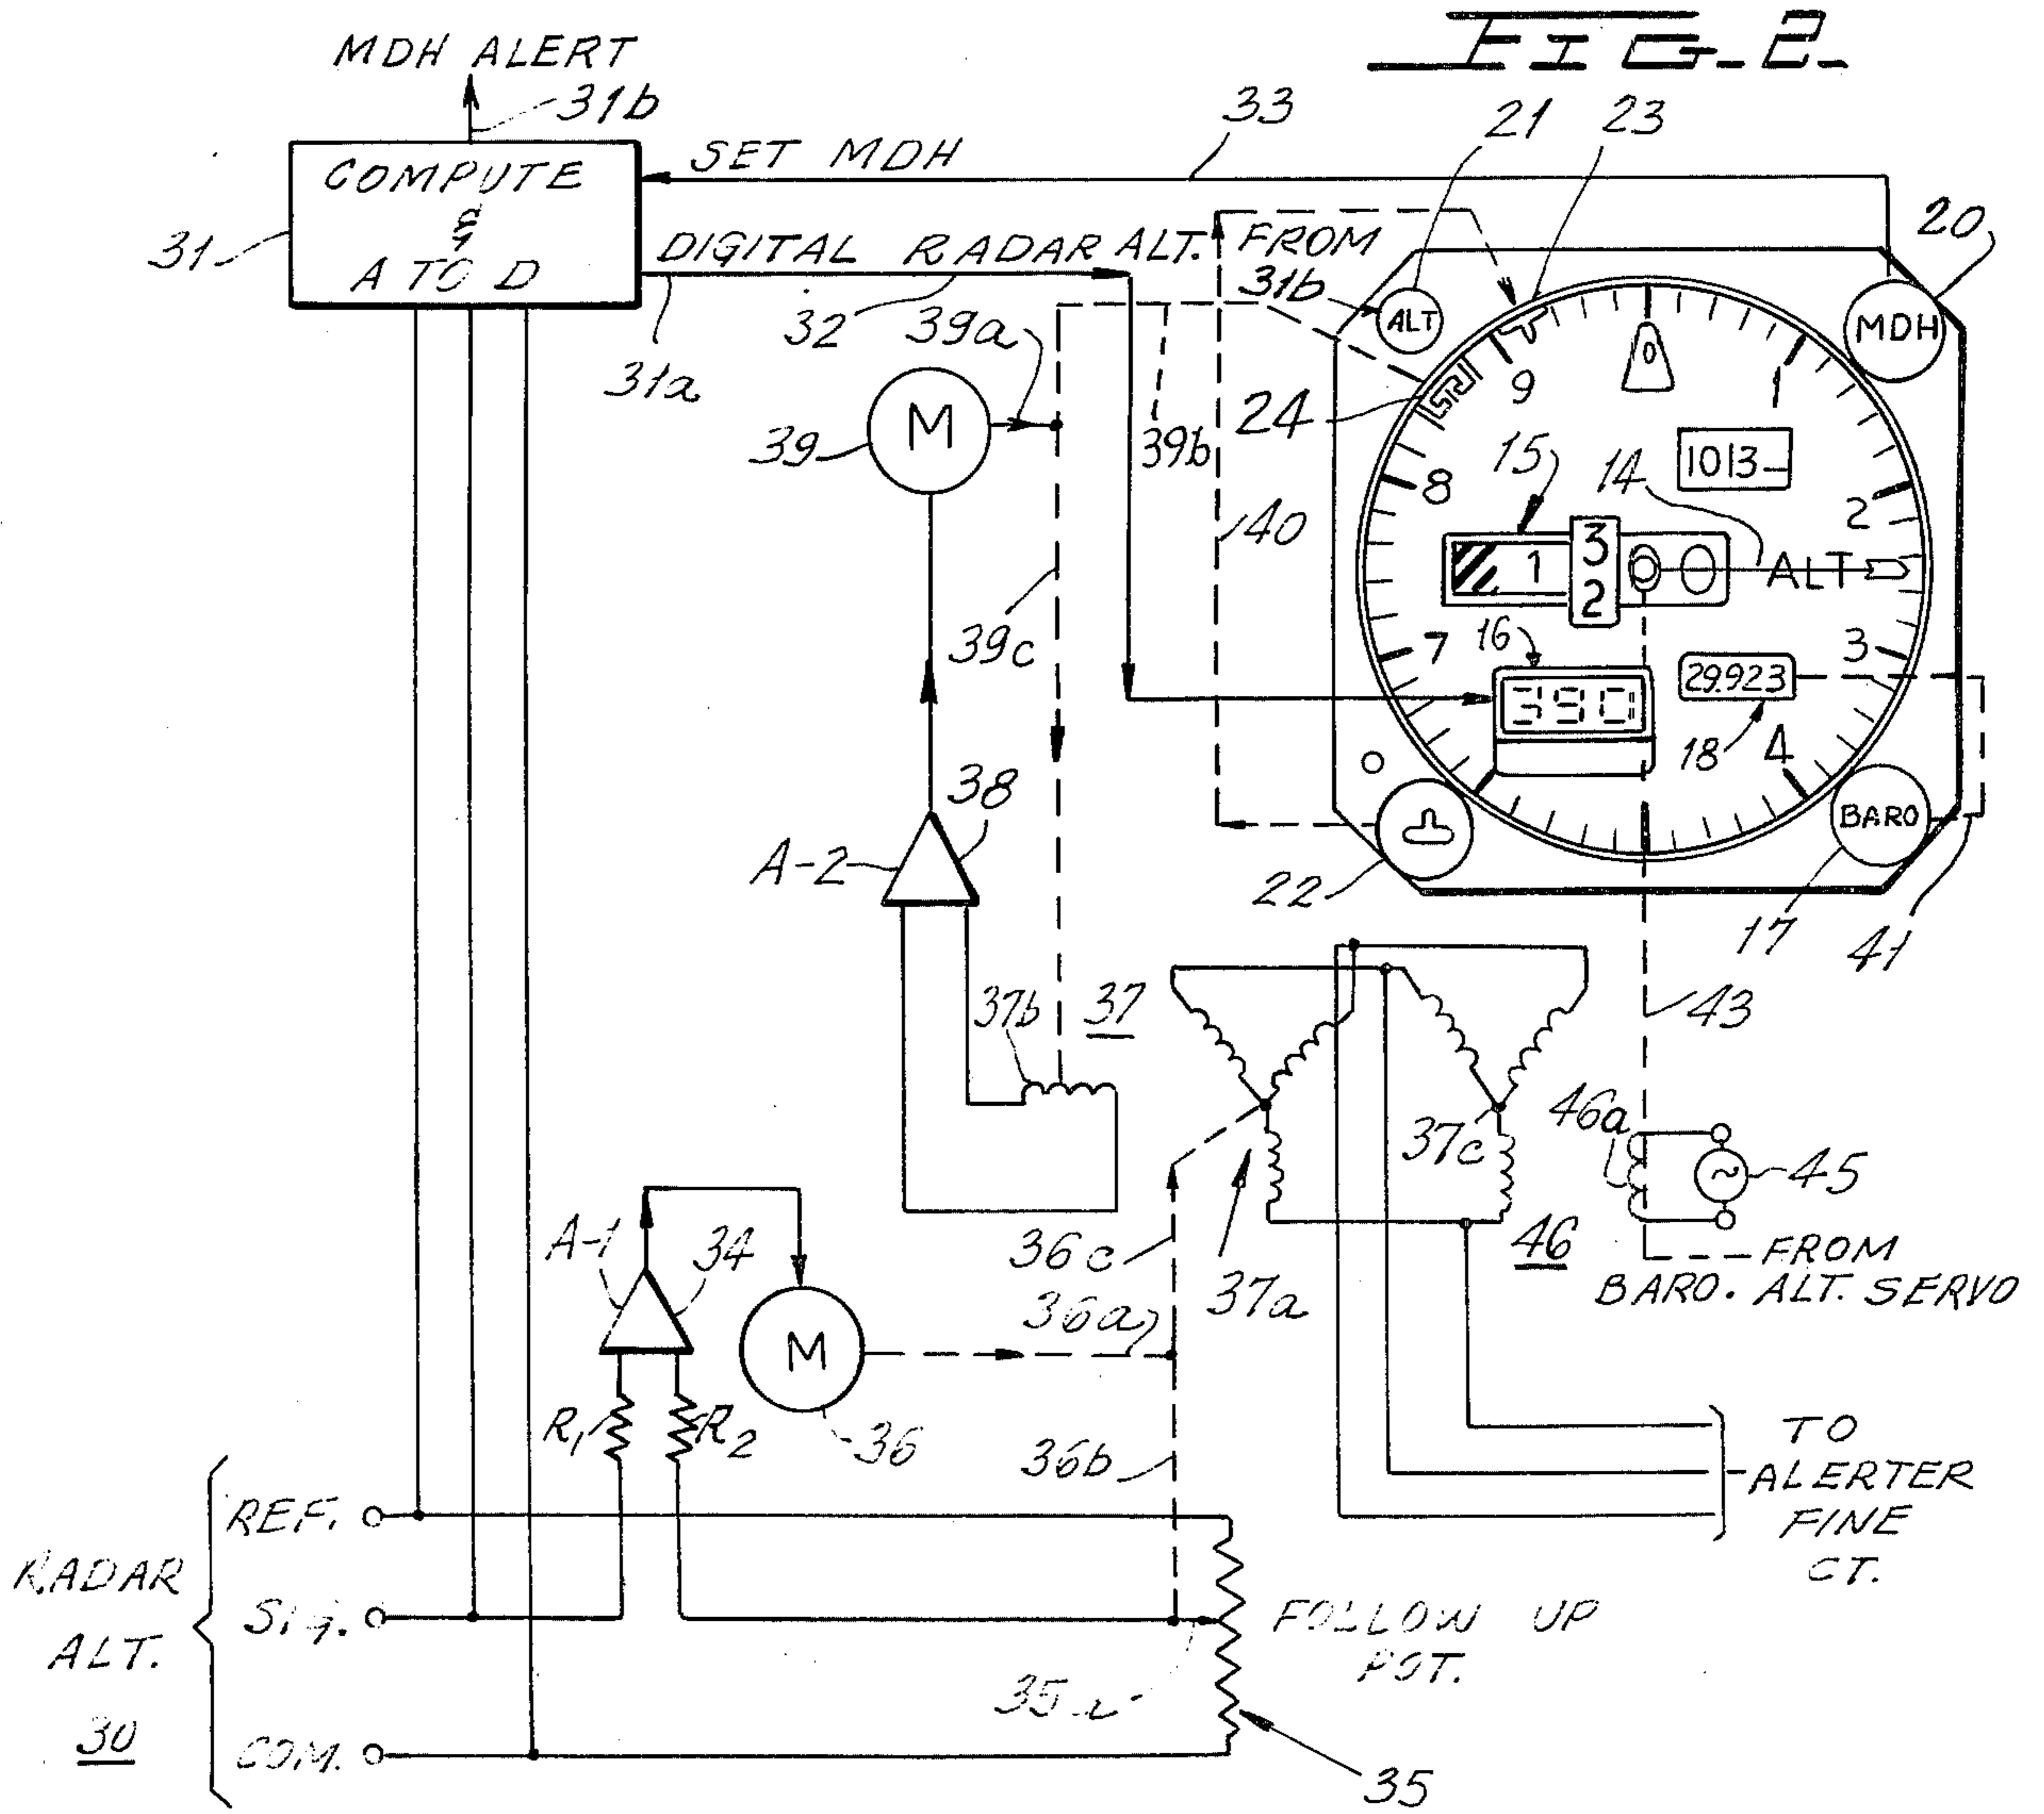 FIG. 2.
MDH ALERT
31b
33
21
23
SET MDH
COMPUTE
&
A TO D
31
20
DIGITAL RADAR ALT.
FROM
31b
32
31a
39a
ALT
MDH
0
1
2
3
4
7
8
9
24
M
39
39b
40
15
14
1013
1
3
2
0
ALT
39c
16
29.923
390
18
38
A-2
22
BARO
17
41
37b
37
43
37c
46a
45
A-1
34
36c
37a
46
FROM
BARO. ALT. SERVO
36a
M
R1
R2
36
36b
TO
ALERTER
FINE
CT.
RADAR
ALT.
30
REF.
SIG.
COM.
FOLLOW UP
POT.
35a
35